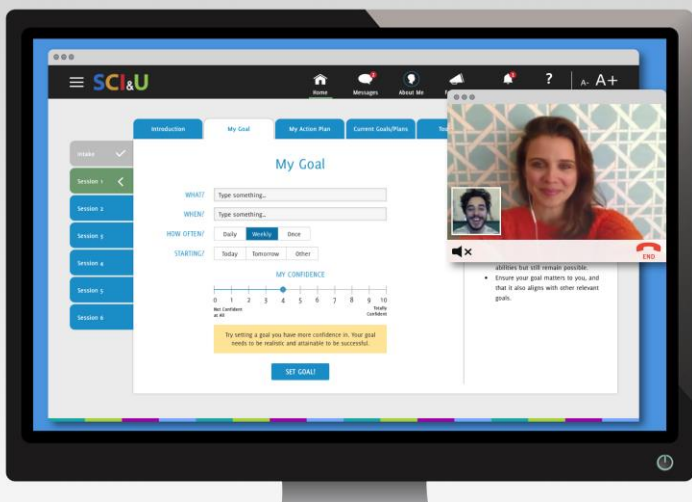 SCI&U
Home
Messages
About Me
?
A- A+
Introduction
My Goal
My Action Plan
Current Goals/Plans
Intake
Session 1
Session 2
Session 3
Session 4
Session 5
Session 6
My Goal
WHAT?
Type something...
WHEN?
Type something...
HOW OFTEN?
Daily Weekly Once
STARTING?
Today Tomorrow Other
MY CONFIDENCE
0 1 2 3 4 5 6 7 8 9 10
Not Confident
at All
Totally
Confident
Try setting a goal you have more confidence in. Your goal
needs to be realistic and attainable to be successful.
SET GOAL!
END
abilities but still remain possible.
• Ensure your goal matters to you, and
that it also aligns with other relevant
goals.